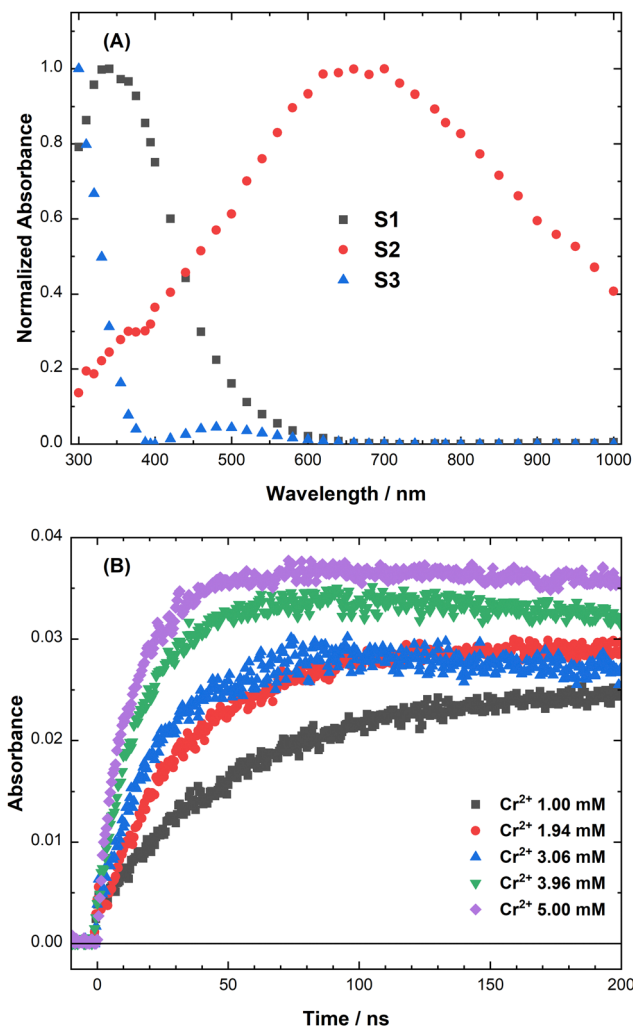 (A)
1.0
0.8
0.6
0.4
0.2
0.0
Normalized Absorbance
S1
S2
S3
300 400 500 600 700 800 900 1000
Wavelength / nm
(B)
0.04
0.03
0.02
0.01
0.00
Absorbance
Cr²⁺ 1.00 mM
Cr²⁺ 1.94 mM
Cr²⁺ 3.06 mM
Cr²⁺ 3.96 mM
Cr²⁺ 5.00 mM
0 50 100 150 200
Time / ns